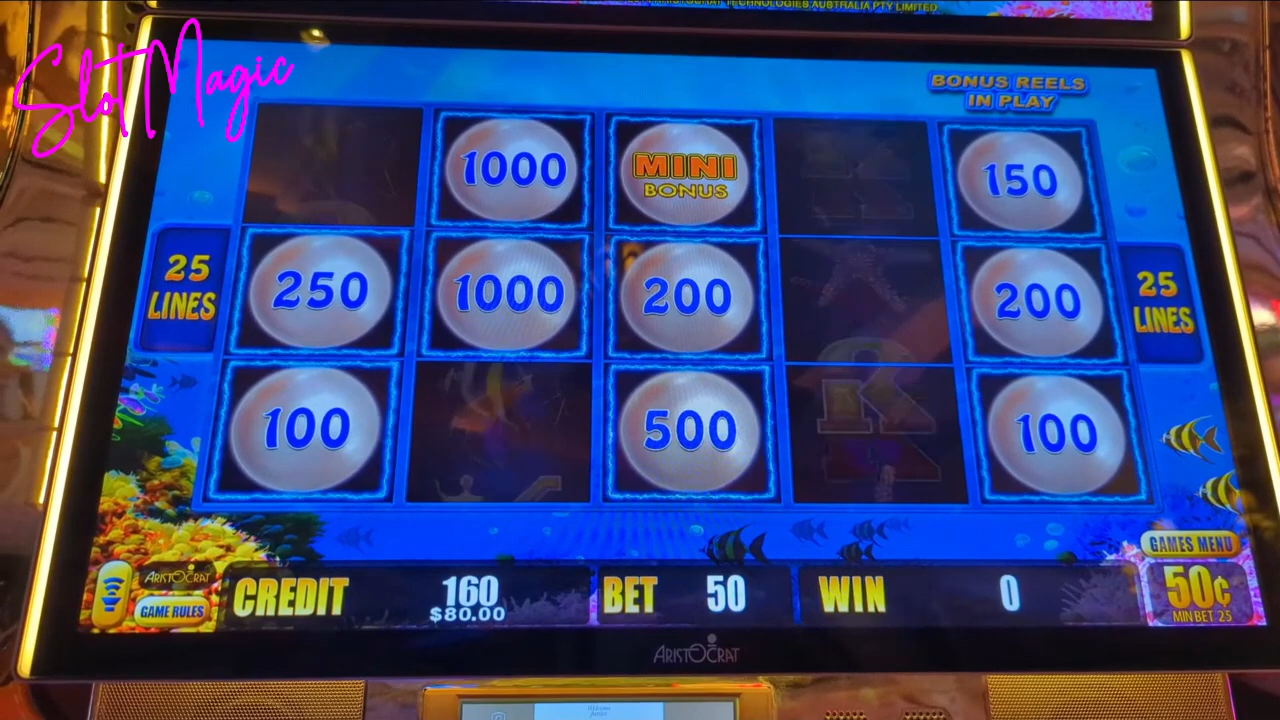 TECHNOLOGIES AUSTRALIA PTY LIMITED
SlotMagic
BONUS REELS
IN PLAY
1000
MINI
BONUS
150
25
LINES
250
1000
200
200
25
LINES
100
500
K
100
GAMES MENU
ARISTOCRAT
GAME RULES
CREDIT
160
$80.00
BET
50
WIN
0
50¢
MIN BET 25
ARISTOCRAT
Welcome